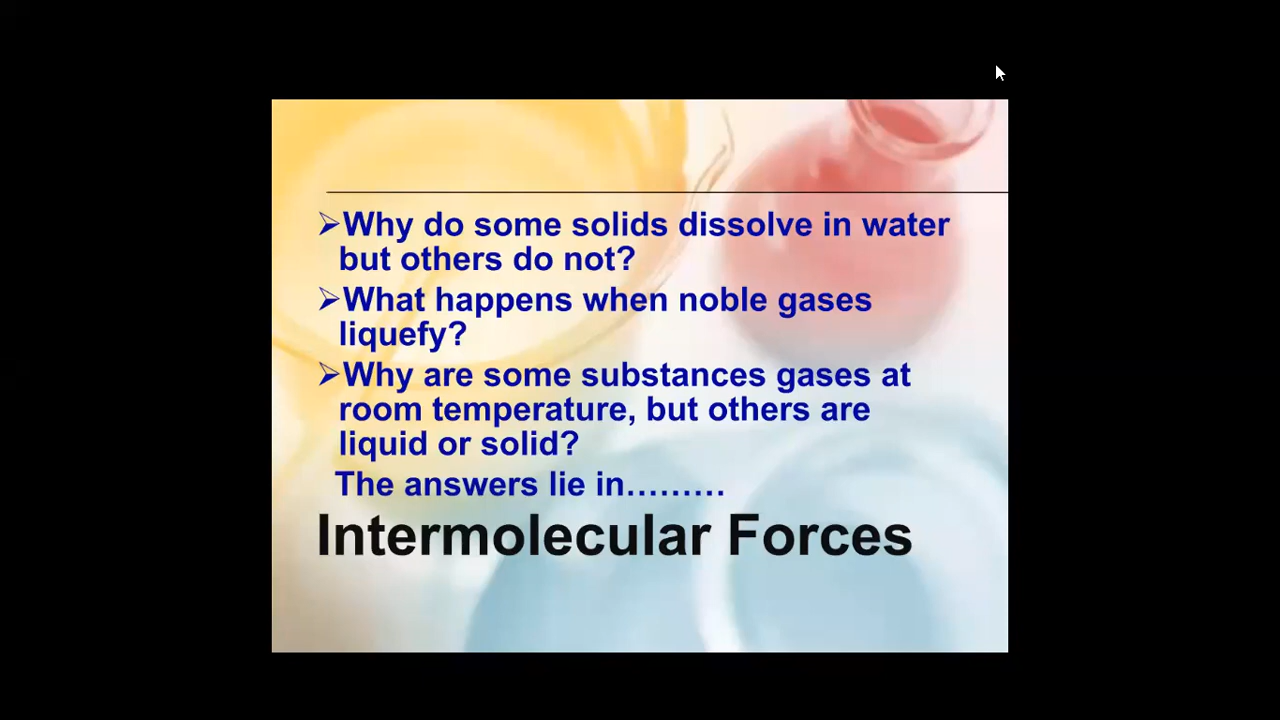 ➢Why do some solids dissolve in water
but others do not?
➢What happens when noble gases
liquefy?
➢Why are some substances gases at
room temperature, but others are
liquid or solid?
The answers lie in………
Intermolecular Forces